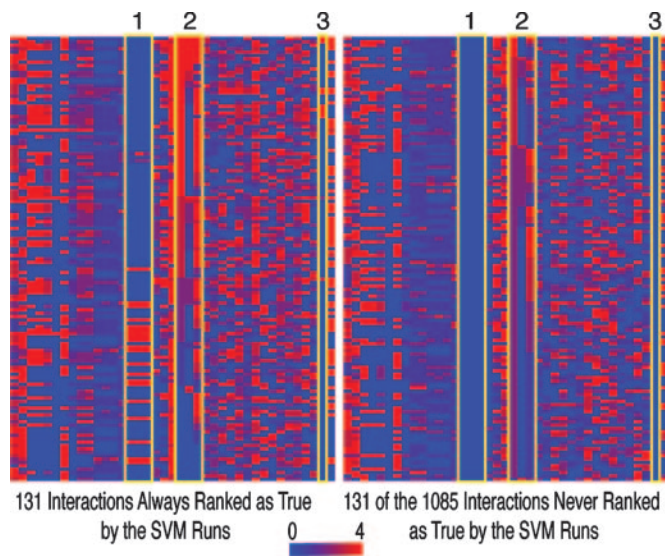 1 2 3 1 2 3
131 Interactions Always Ranked as True
by the SVM Runs
131 of the 1085 Interactions Never Ranked
as True by the SVM Runs
0 4